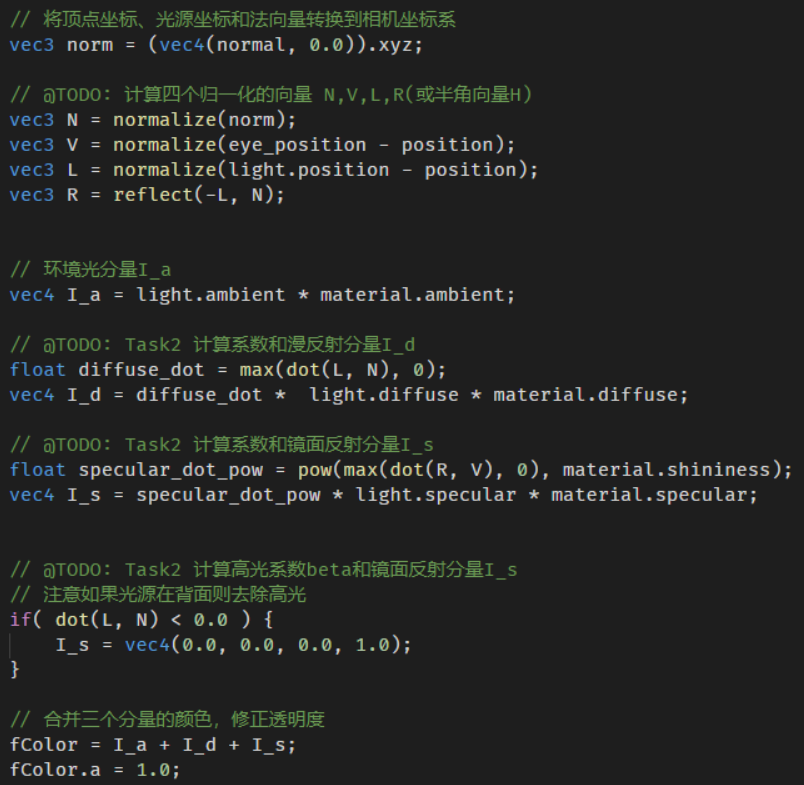 // 将顶点坐标、光源坐标和法向量转换到相机坐标系
vec3 norm = (vec4(normal, 0.0)).xyz;
// @TODO: 计算四个归一化的向量 N,V,L,R(或半角向量H)
vec3 N = normalize(norm);
vec3 V = normalize(eye_position - position);
vec3 L = normalize(light.position - position);
vec3 R = reflect(-L, N);
// 环境光分量I_a
vec4 I_a = light.ambient * material.ambient;
// @TODO: Task2 计算系数和漫反射分量I_d
float diffuse_dot = max(dot(L, N), 0);
vec4 I_d = diffuse_dot *  light.diffuse * material.diffuse;
// @TODO: Task2 计算系数和镜面反射分量I_s
float specular_dot_pow = pow(max(dot(R, V), 0), material.shininess);
vec4 I_s = specular_dot_pow * light.specular * material.specular;
// @TODO: Task2 计算高光系数beta和镜面反射分量I_s
// 注意如果光源在背面则去除高光
if( dot(L, N) < 0.0 ) {
    I_s = vec4(0.0, 0.0, 0.0, 1.0);
}
// 合并三个分量的颜色，修正透明度
fColor = I_a + I_d + I_s;
fColor.a = 1.0;